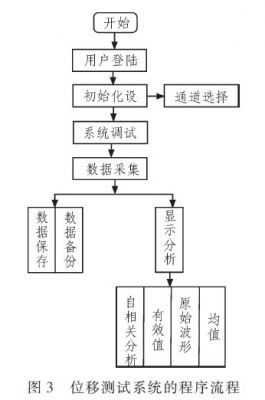 开始
用户登陆
初始化设
通道选择
系统调试
数据采集
数据保存
数据备份
显示分析
自相关分析
有效值
原始波形
均值
图 3 位移测试系统的程序流程